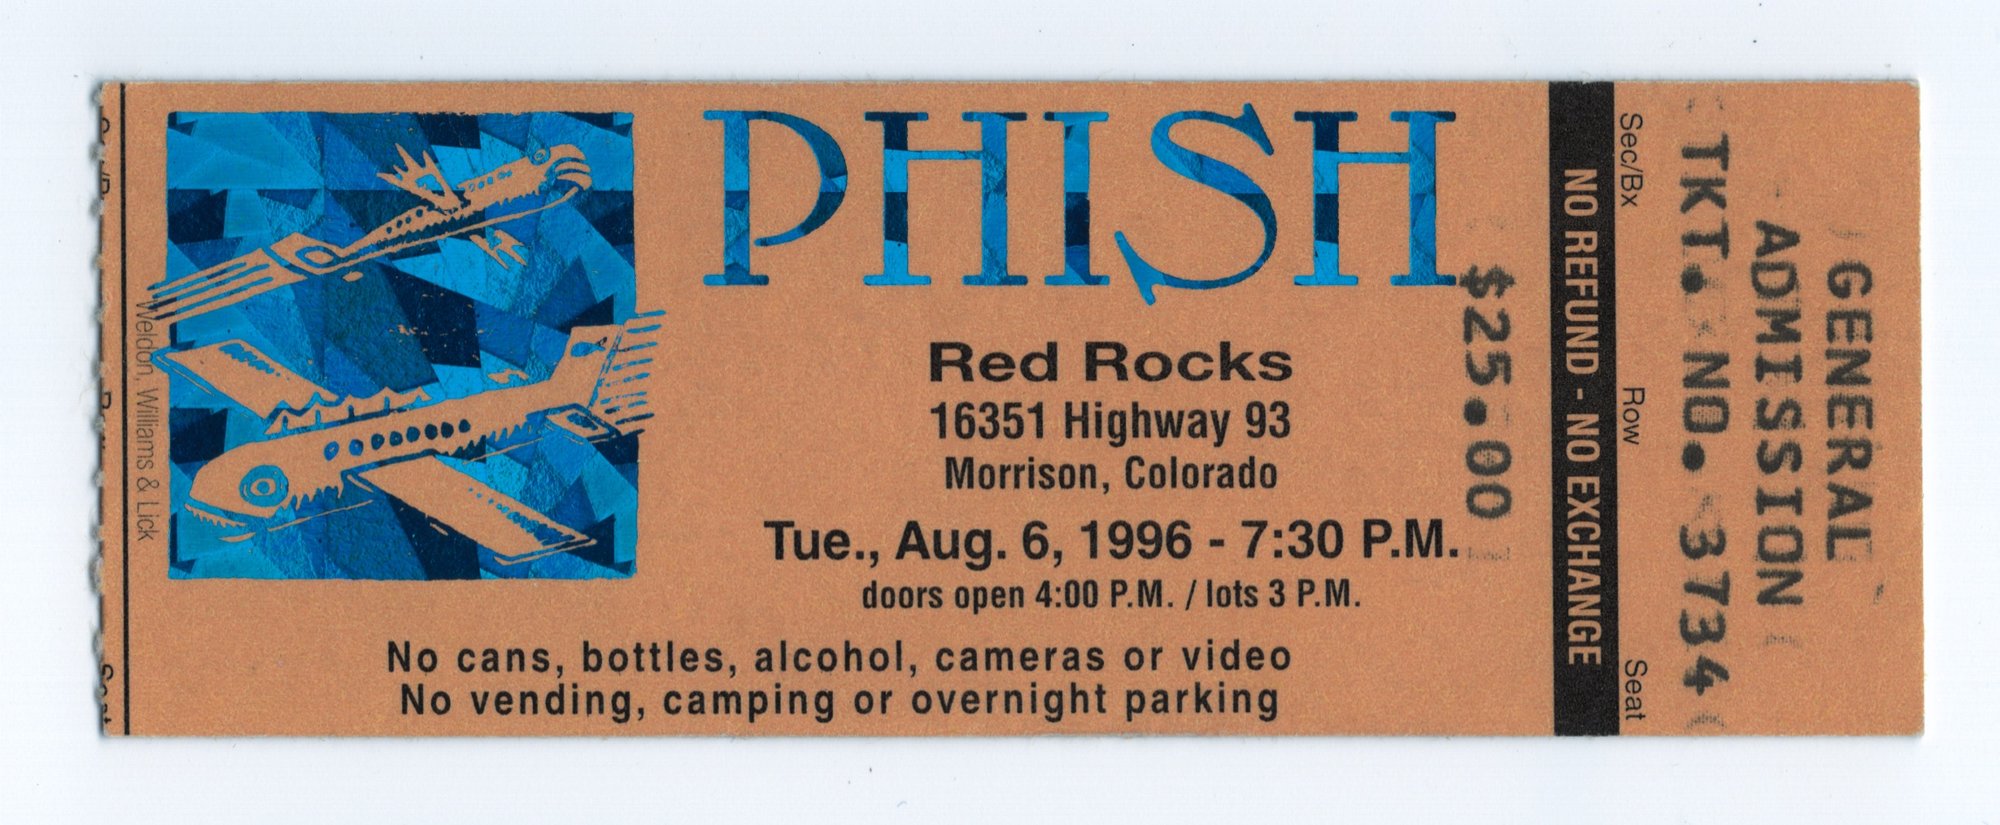 PHISH
Red Rocks
16351 Highway 93
Morrison, Colorado
Tue., Aug. 6, 1996 - 7:30 P.M.
doors open 4:00 P.M. / lots 3 P.M.
No cans, bottles, alcohol, cameras or video
No vending, camping or overnight parking
Weldon, Williams & Lick
$25.00
NO REFUND - NO EXCHANGE
Sec/Bx Row Seat
GENERAL
ADMISSION
TKT. NO. 3734